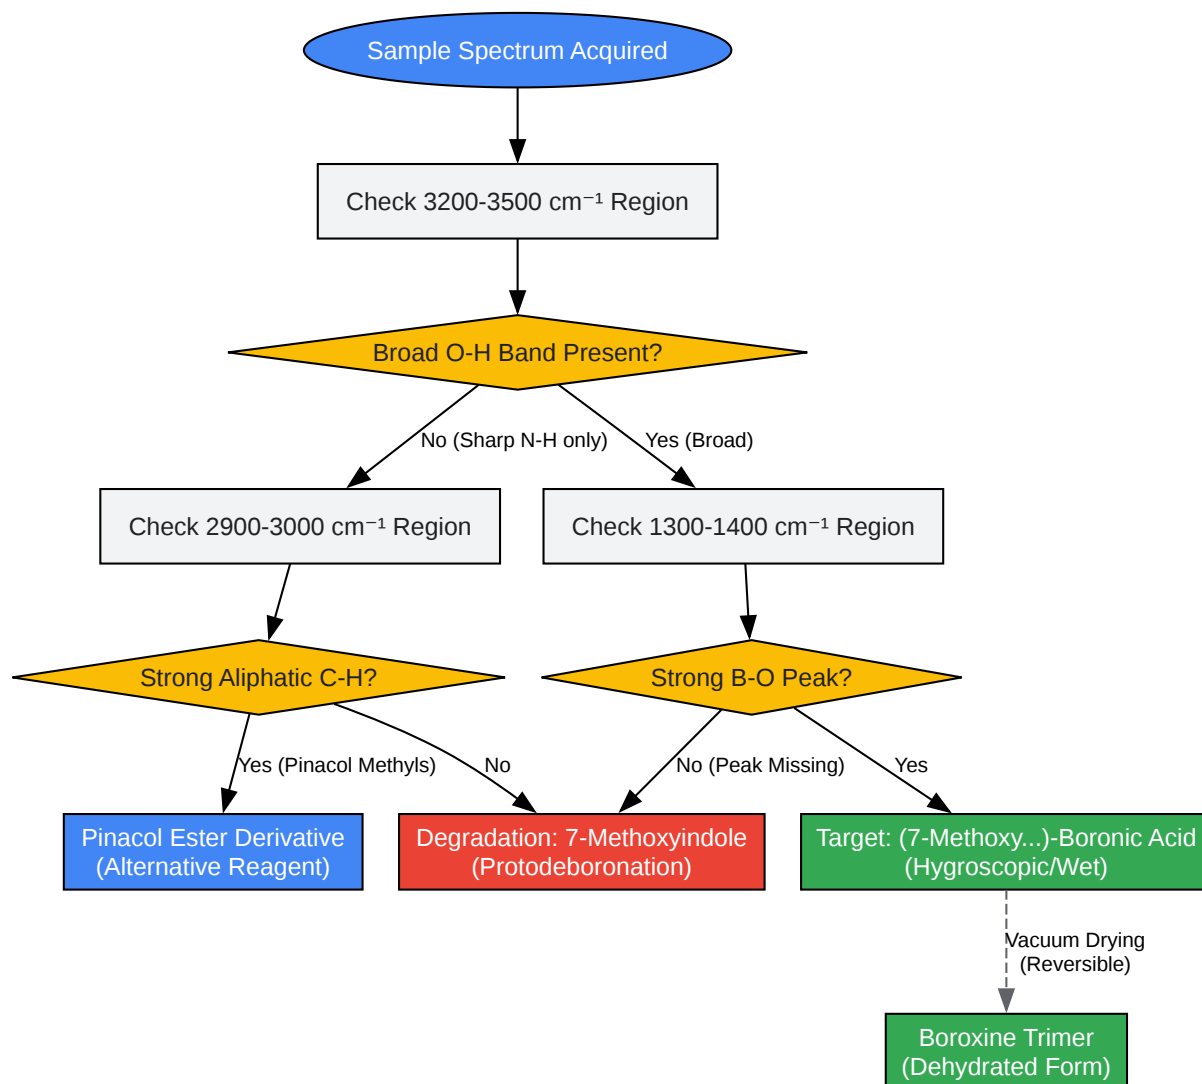 Sample Spectrum Acquired
Check 3200-3500 cm⁻¹ Region
Broad O-H Band Present?
No (Sharp N-H only)
Yes (Broad)
Check 2900-3000 cm⁻¹ Region
Check 1300-1400 cm⁻¹ Region
Strong Aliphatic C-H?
Strong B-O Peak?
Yes (Pinacol Methyls)
No
No (Peak Missing)
Yes
Pinacol Ester Derivative
(Alternative Reagent)
Degradation: 7-Methoxyindole
(Protodeboronation)
Target: (7-Methoxy...)-Boronic Acid
(Hygroscopic/Wet)
Vacuum Drying
(Reversible)
Boroxine Trimer
(Dehydrated Form)